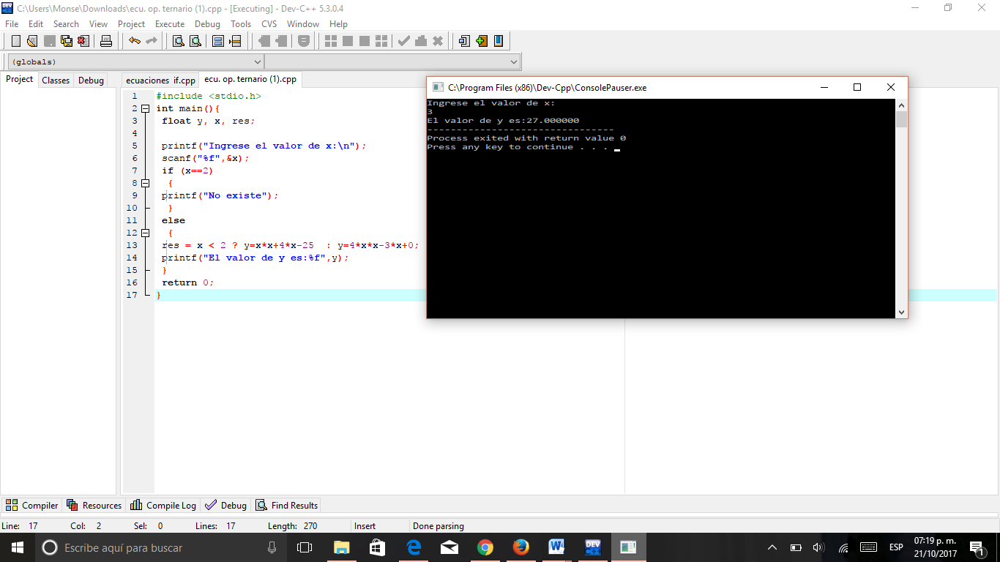 C:\Users\Monse\Downloads\ecu. op. ternario (1).cpp - [Executing] - Dev-C++ 5.3.0.4
File Edit Search View Project Execute Debug Tools CVS Window Help
(globals)
Project Classes Debug
ecuaciones if.cpp ecu. op. ternario (1).cpp
1 #include <stdio.h>
2 int main(){
3 float y, x, res;
4
5 printf("Ingrese el valor de x:\n");
6 scanf("%f",&x);
7 if (x==2)
8 {
9 printf("No existe");
10 }
11 else
12 {
13 res = x < 2 ? y=x*x+4*x-25 : y=4*x*x-3*x+0;
14 printf("El valor de y es:%f",y);
15 }
16 return 0;
17 }
C:\Program Files (x86)\Dev-Cpp\ConsolePauser.exe
Ingrese el valor de x:
3
El valor de y es:27.000000
--------------------------------
Process exited with return value 0
Press any key to continue . . .
Compiler Resources Compile Log Debug Find Results
Line: 17 Col: 2 Sel: 0 Lines: 17 Length: 270 Insert Done parsing
Escribe aquí para buscar
ESP
07:19 p. m.
21/10/2017
1